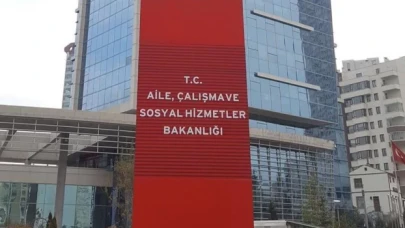 T.C.
AİLE, ÇALIŞMA VE
SOSYAL HİZMETLER
BAKANLIĞI